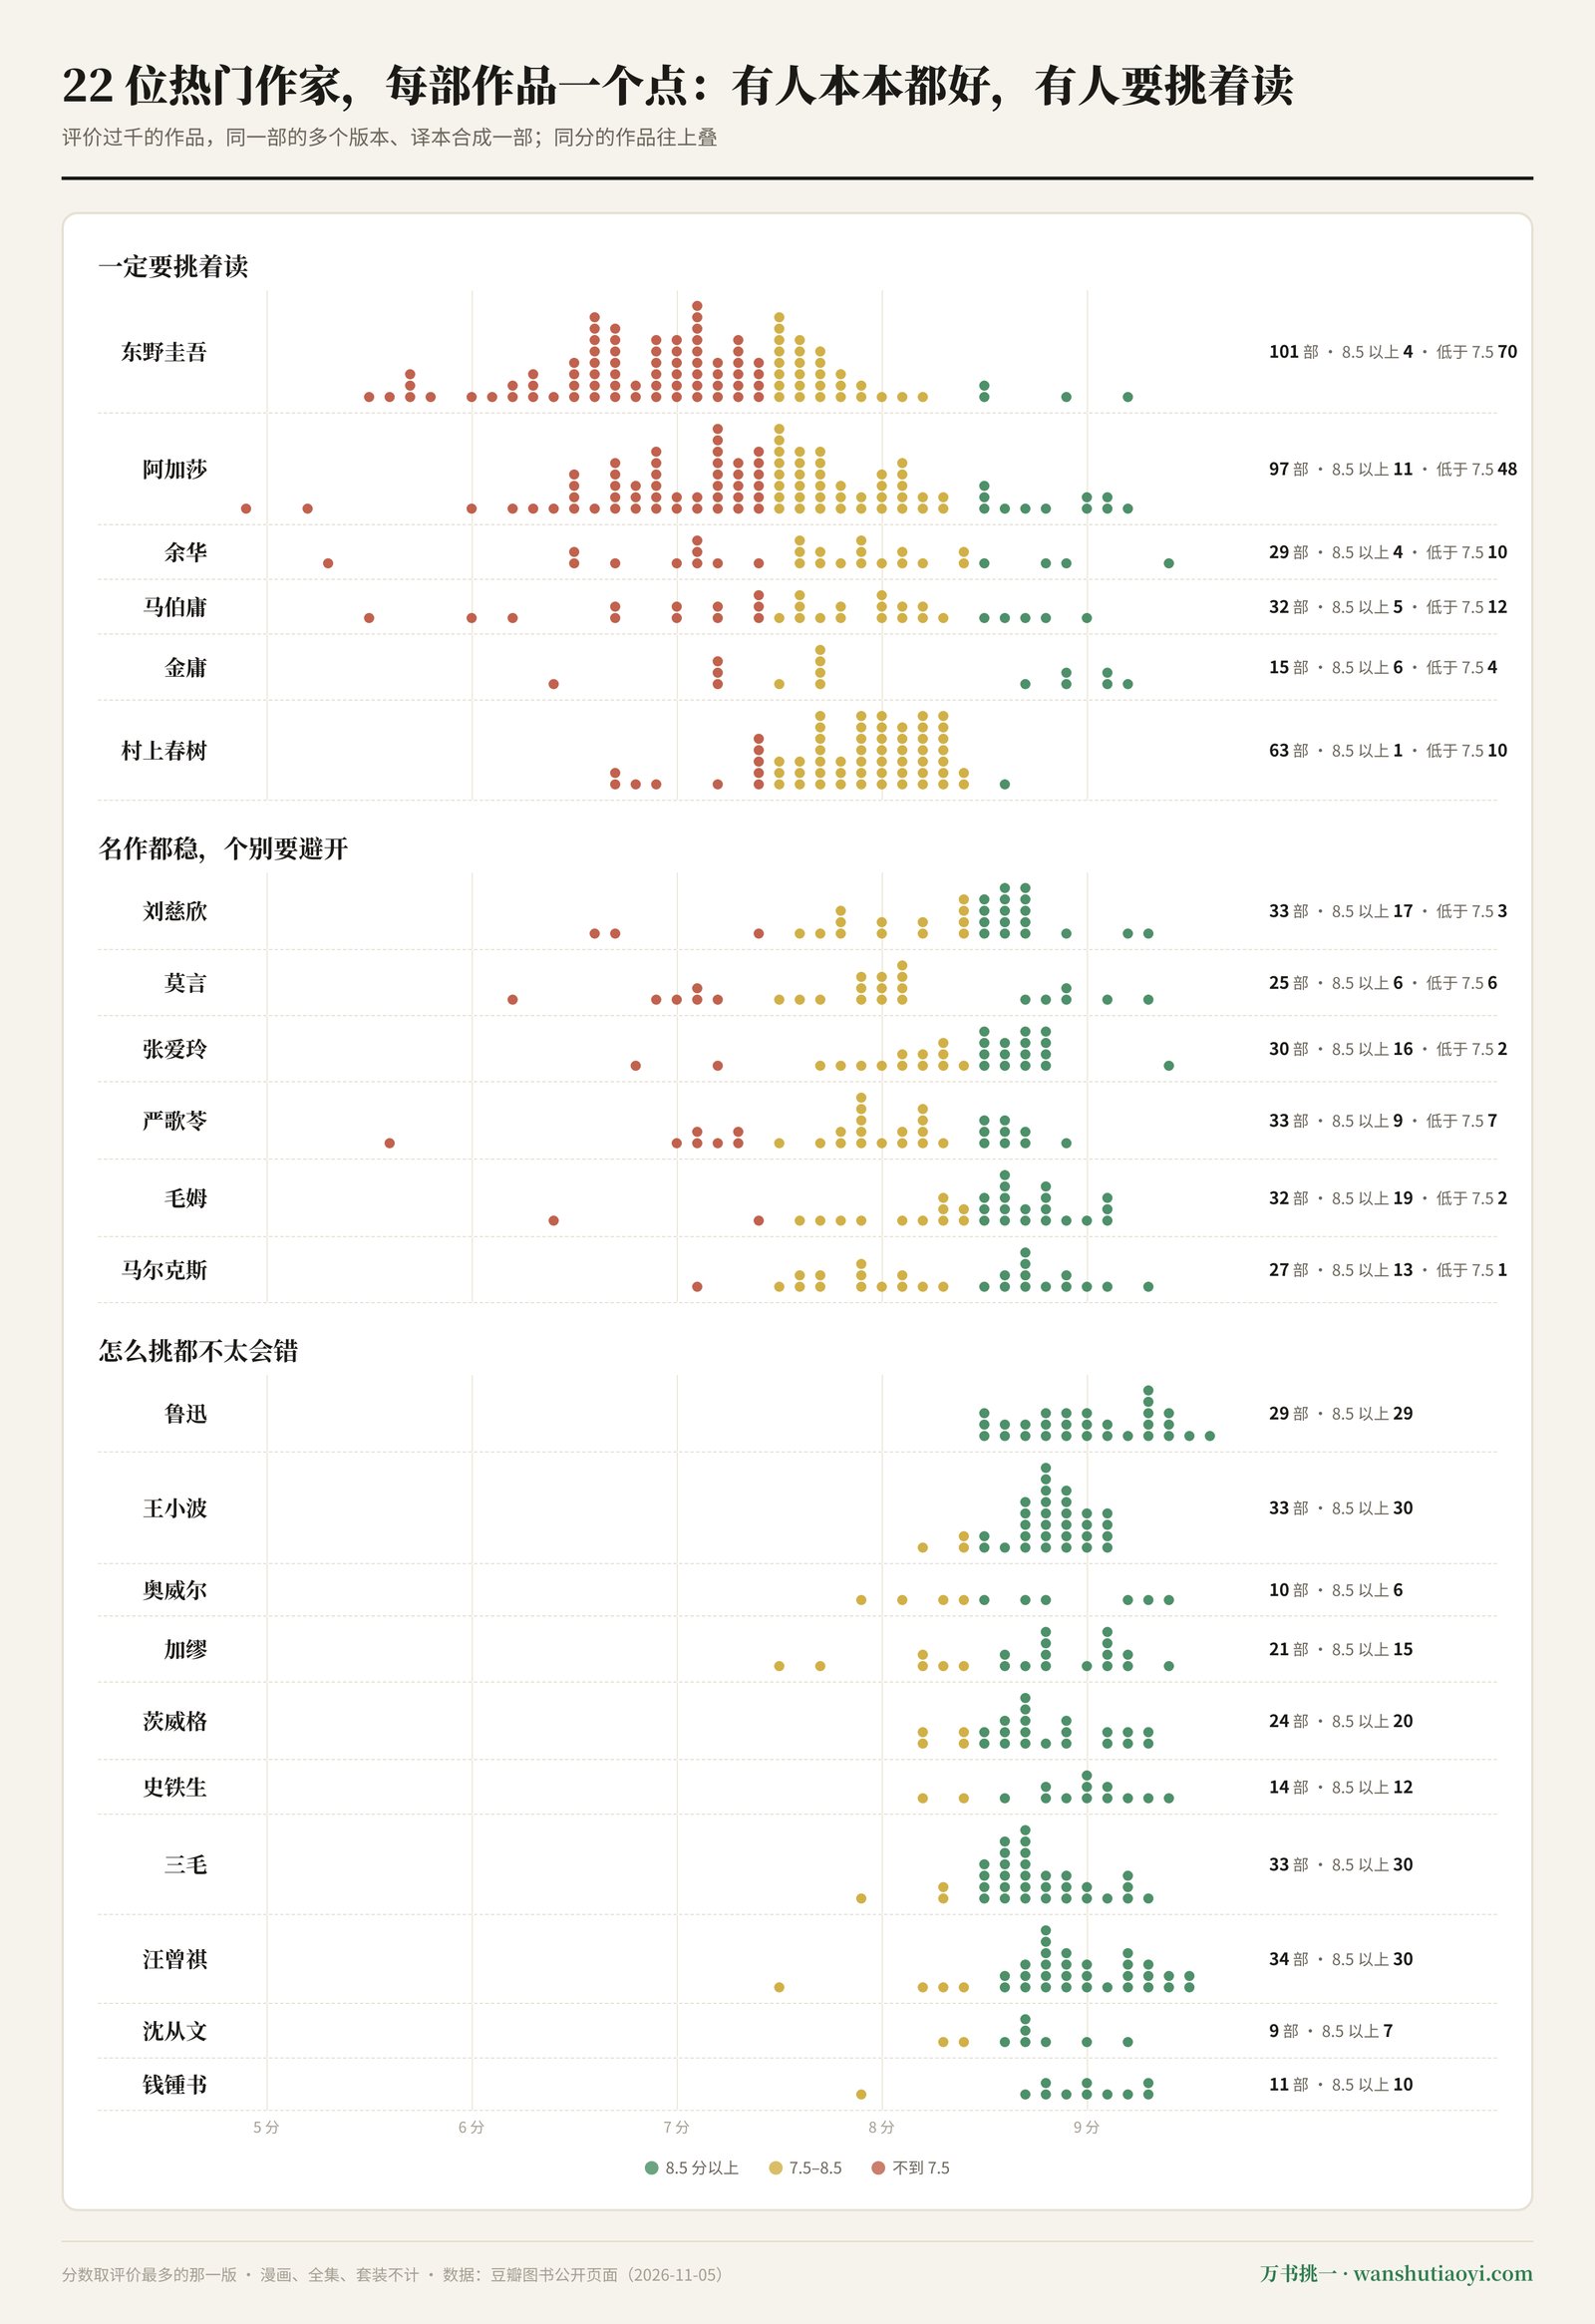 22 位热门作家，每部作品一个点：有人本本都好，有人要挑着读
评价过千的作品，同一部的多个版本、译本合成一部；同分的作品往上叠
一定要挑着读
东野圭吾 101 部 · 8.5 以上 4 · 低于 7.5 70
阿加莎 97 部 · 8.5 以上 11 · 低于 7.5 48
余华 29 部 · 8.5 以上 4 · 低于 7.5 10
马伯庸 32 部 · 8.5 以上 5 · 低于 7.5 12
金庸 15 部 · 8.5 以上 6 · 低于 7.5 4
村上春树 63 部 · 8.5 以上 1 · 低于 7.5 10
名作都稳，个别要避开
刘慈欣 33 部 · 8.5 以上 17 · 低于 7.5 3
莫言 25 部 · 8.5 以上 6 · 低于 7.5 6
张爱玲 30 部 · 8.5 以上 16 · 低于 7.5 2
严歌苓 33 部 · 8.5 以上 9 · 低于 7.5 7
毛姆 32 部 · 8.5 以上 19 · 低于 7.5 2
马尔克斯 27 部 · 8.5 以上 13 · 低于 7.5 1
怎么挑都不太会错
鲁迅 29 部 · 8.5 以上 29
王小波 33 部 · 8.5 以上 30
奥威尔 10 部 · 8.5 以上 6
加缪 21 部 · 8.5 以上 15
茨威格 24 部 · 8.5 以上 20
史铁生 14 部 · 8.5 以上 12
三毛 33 部 · 8.5 以上 30
汪曾祺 34 部 · 8.5 以上 30
沈从文 9 部 · 8.5 以上 7
钱锺书 11 部 · 8.5 以上 10
5 分 6 分 7 分 8 分 9 分
8.5 分以上 7.5–8.5 不到 7.5
分数取评价最多的那一版 · 漫画、全集、套装不计 · 数据：豆瓣图书公开页面（2026-11-05）
万书挑一 · wanshutiaoyi.com